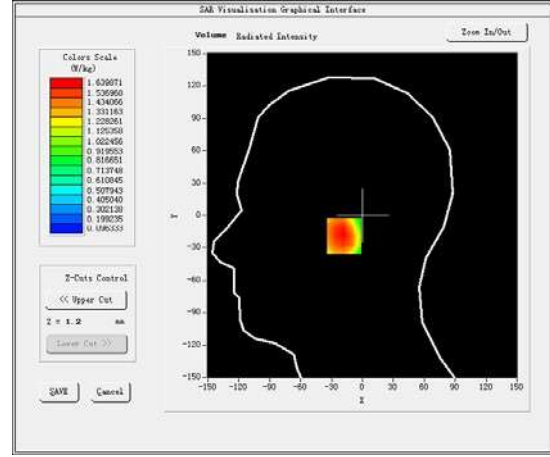 SAR Visualisation Graphical Interface
Volume Radiated Intensity
Zoom In/Out
Colors Scale
(W/kg)
1.639071
1.536968
1.434066
1.331163
1.228261
1.125358
1.022456
0.919553
0.816651
0.713748
0.610845
0.507943
0.405040
0.302138
0.199235
0.096333
Z-Cuts Control
<< Upper Cut
Z = 1.2 mm
Lower Cut >>
SAVE Cancel
150
120
90
60
30
0
-30
-60
-90
-120
-150
Y
-150 -120 -90 -60 -30 0 30 60 90 120 150
X